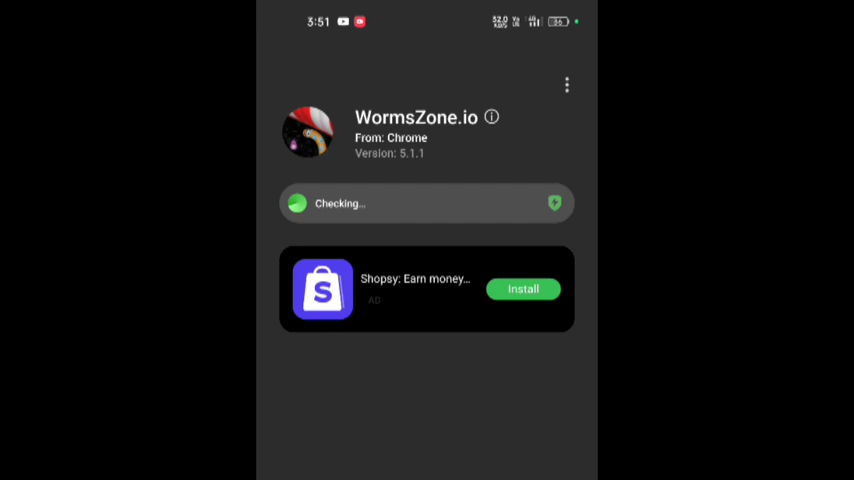 3:51
WormsZone.io
From: Chrome
Version: 5.1.1
Checking...
Shopsy: Earn money...
AD
Install